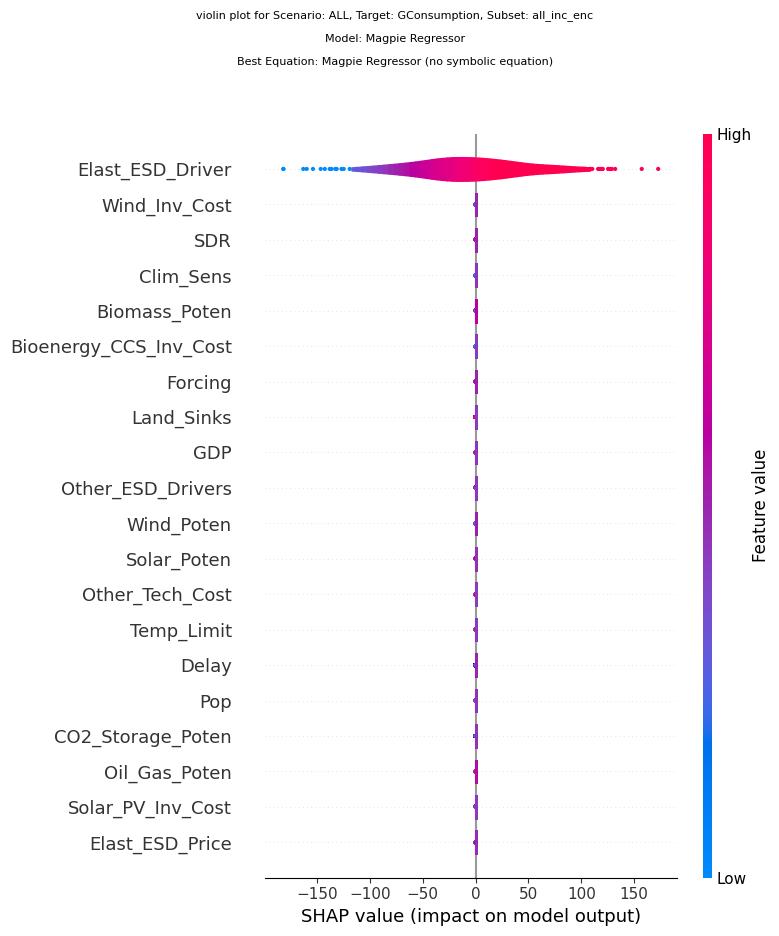 violin plot for Scenario: ALL, Target: GConsumption, Subset: all_inc_enc
Model: Magpie Regressor
Best Equation: Magpie Regressor (no symbolic equation)
High
Elast_ESD_Driver
Wind_Inv_Cost
SDR
Clim_Sens
Biomass_Poten
Bioenergy_CCS_Inv_Cost
Forcing
Land_Sinks
GDP
Other_ESD_Drivers
Wind_Poten
Solar_Poten
Other_Tech_Cost
Temp_Limit
Delay
Pop
CO2_Storage_Poten
Oil_Gas_Poten
Solar_PV_Inv_Cost
Elast_ESD_Price
Feature value
Low
−150 −100 −50 0 50 100 150
SHAP value (impact on model output)